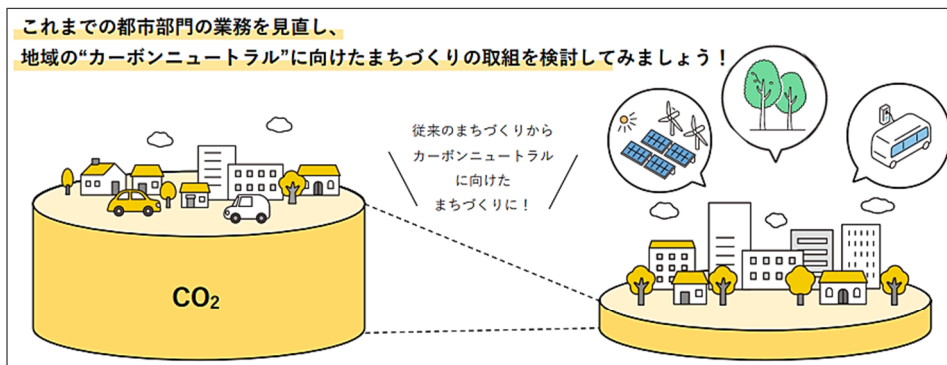 これまでの都市部門の業務を見直し、
地域の“カーボンニュートラル”に向けたまちづくりの取組を検討してみましょう！
従来のまちづくりから
カーボンニュートラル
に向けた
まちづくりに！
CO₂